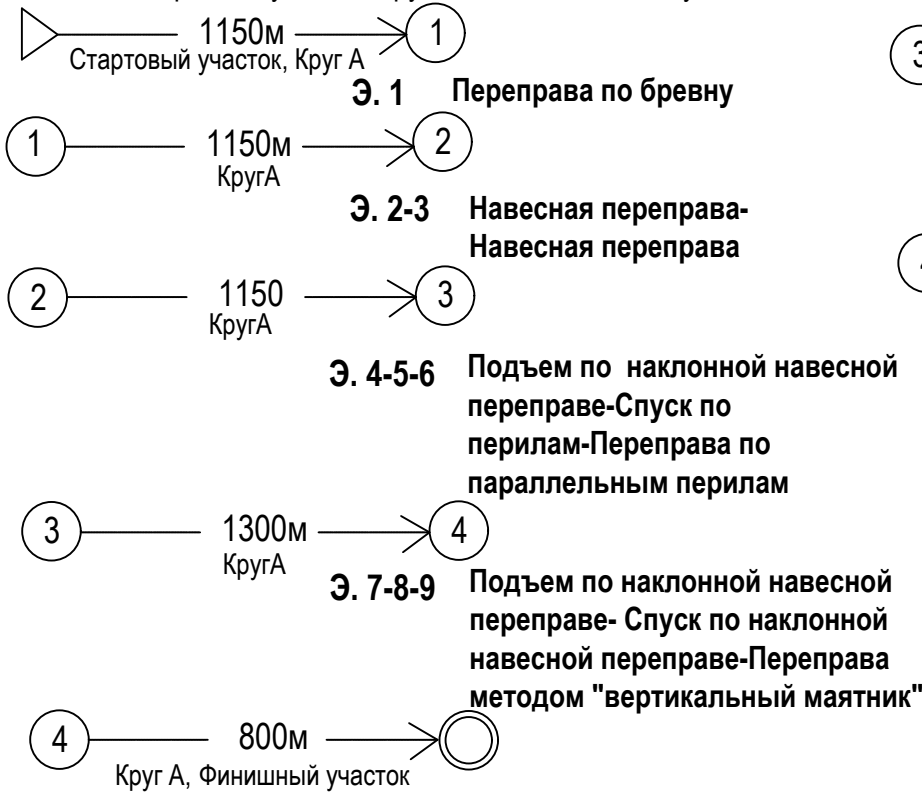 1150м
1
Стартовый участок, Круг А
Э. 1 Переправа по бревну
1 1150м 2
КругА
Э. 2-3 Навесная переправа-
Навесная переправа
2 1150 3
КругА
Э. 4-5-6 Подъем по наклонной навесной
переправе-Спуск по
перилам-Переправа по
параллельным перилам
3 1300м 4
КругА
Э. 7-8-9 Подъем по наклонной навесной
переправе- Спуск по наклонной
навесной переправе-Переправа
методом "вертикальный маятник"
4 800м
Круг А, Финишный участок